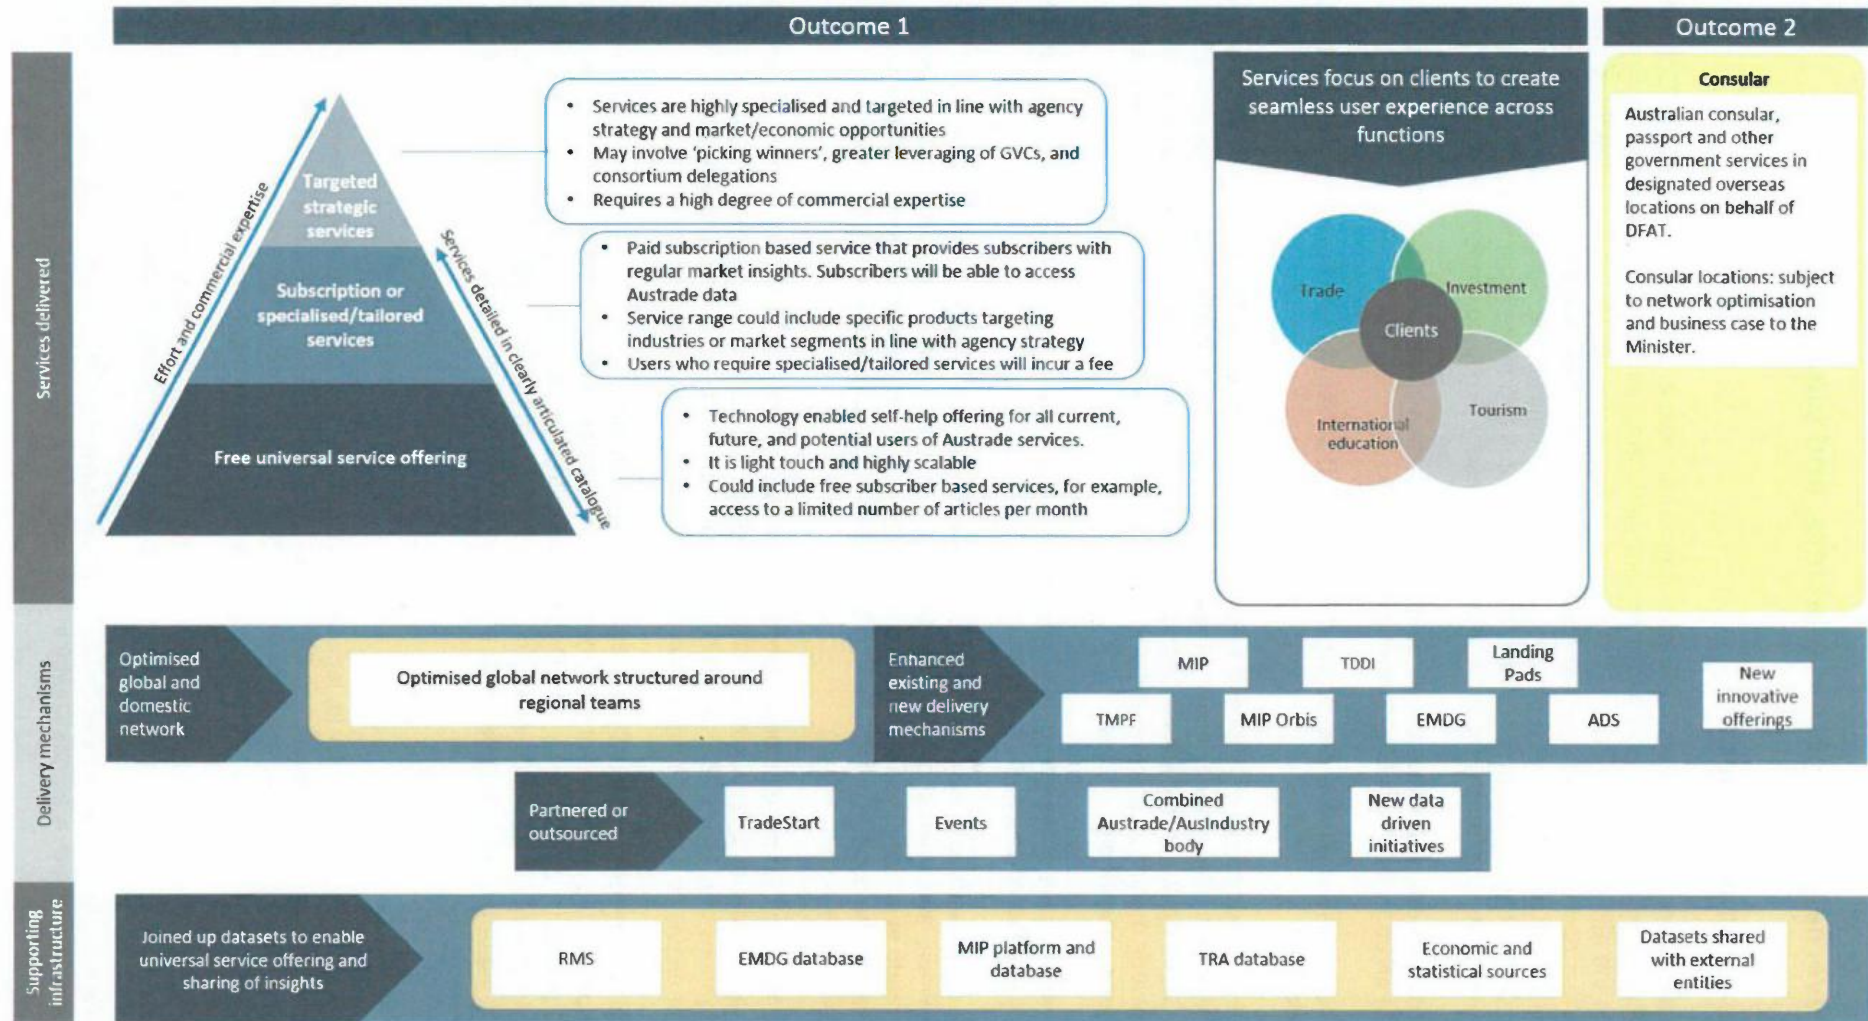 Outcome 1
Outcome 2
Services delivered
Effort and commercial expertise
Targeted
strategic
services
Subscription or
specialised/tailored
services
Free universal service offering
Services detailed in clearly articulated catalogue
• Services are highly specialised and targeted in line with agency
strategy and market/economic opportunities
• May involve 'picking winners', greater leveraging of GVCs, and
consortium delegations
• Requires a high degree of commercial expertise
• Paid subscription based service that provides subscribers with
regular market insights. Subscribers will be able to access
Austrade data
• Service range could include specific products targeting
industries or market segments in line with agency strategy
• Users who require specialised/tailored services will incur a fee
• Technology enabled self-help offering for all current,
future, and potential users of Austrade services.
• It is light touch and highly scalable
• Could include free subscriber based services, for example,
access to a limited number of articles per month
Services focus on clients to create
seamless user experience across
functions
Trade
Investment
Clients
International
education
Tourism
Consular
Australian consular,
passport and other
government services in
designated overseas
locations on behalf of
DFAT.
Consular locations: subject
to network optimisation
and business case to the
Minister.
Delivery mechanisms
Optimised
global and
domestic
network
Optimised global network structured around
regional teams
Enhanced
existing and
new delivery
mechanisms
MIP
TDDI
Landing
Pads
TMPF
MIP Orbis
EMDG
ADS
New
innovative
offerings
Partnered or
outsourced
TradeStart
Events
Combined
Austrade/AusIndustry
body
New data
driven
initiatives
Supporting
infrastructure
Joined up datasets to enable
universal service offering and
sharing of insights
RMS
EMDG database
MIP platform and
database
TRA database
Economic and
statistical sources
Datasets shared
with external
entities